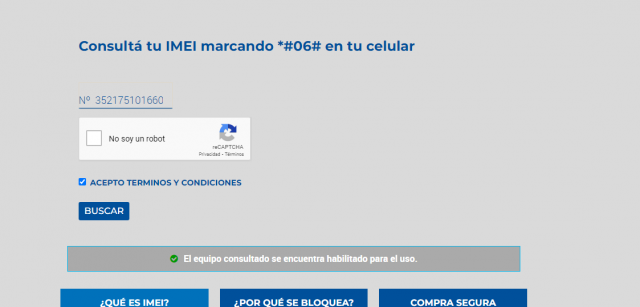 Consultá tu IMEI marcando *#06# en tu celular
Nº 352175101660
No soy un robot
reCAPTCHA
Privacidad - Términos
ACEPTO TERMINOS Y CONDICIONES
BUSCAR
El equipo consultado se encuentra habilitado para el uso.
¿QUÉ ES IMEI? ¿POR QUÉ SE BLOQUEA? COMPRA SEGURA